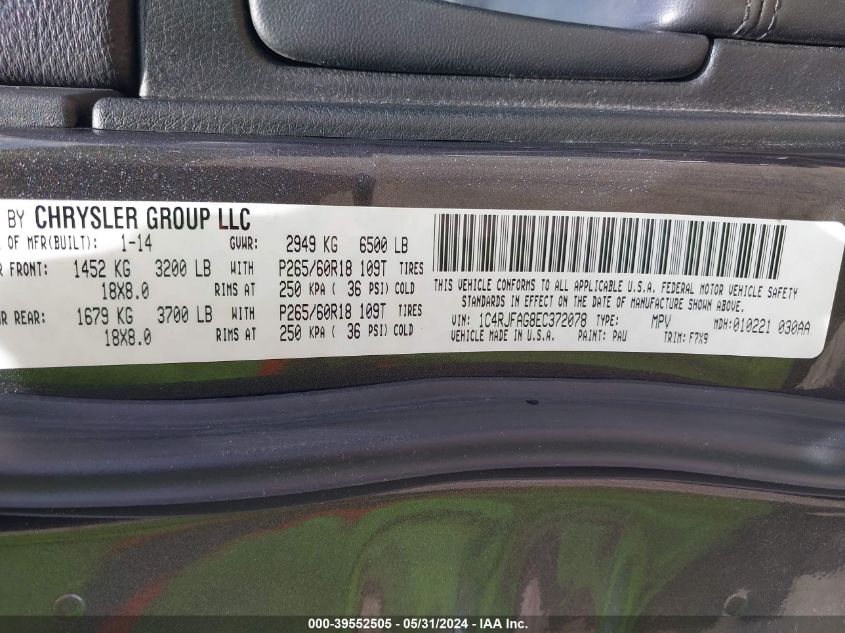 BY CHRYSLER GROUP LLC
OF MFR(BUILT): 1-14 GVWR: 2949 KG 6500 LB
FRONT: 1452 KG 3200 LB WITH P265/60R18 109T TIRES
18X8.0 RIMS AT 250 KPA ( 36 PSI) COLD
REAR: 1679 KG 3700 LB WITH P265/60R18 109T TIRES
18X8.0 RIMS AT 250 KPA ( 36 PSI) COLD
THIS VEHICLE CONFORMS TO ALL APPLICABLE U.S.A. FEDERAL MOTOR VEHICLE SAFETY
STANDARDS IN EFFECT ON THE DATE OF MANUFACTURE SHOWN ABOVE.
VIN: 1C4RJFAG8EC372078 TYPE: MPV MDH: 010221 030AA
VEHICLE MADE IN U.S.A. PAINT: PAU TRIM: F7X9
000-39552505 - 05/31/2024 - IAA Inc.